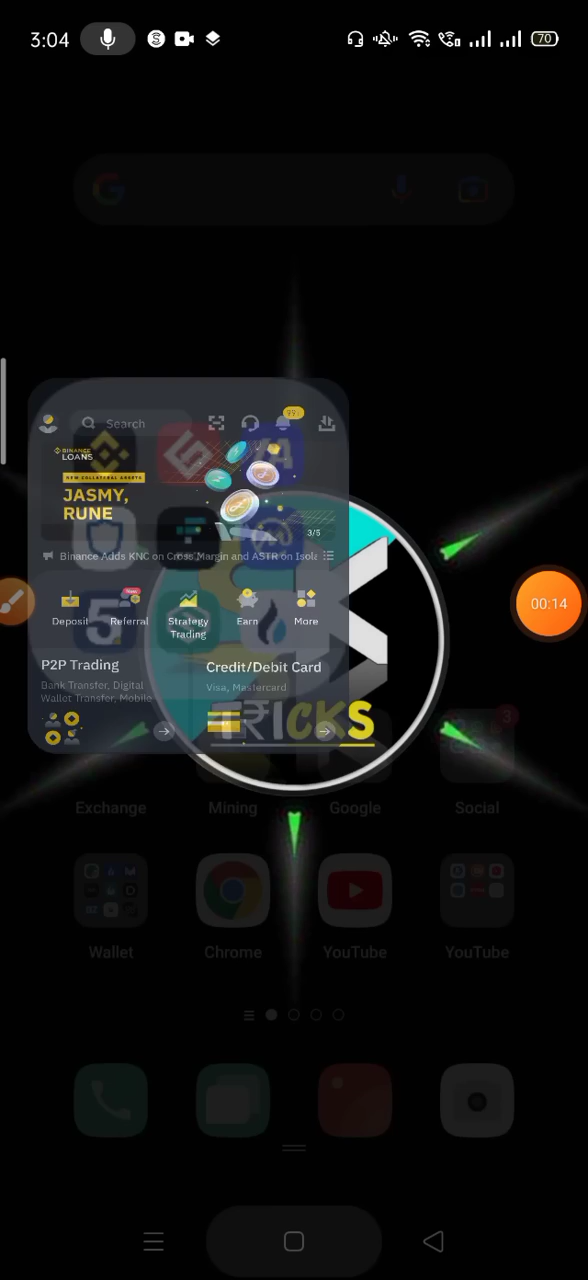 3:04
70
Search
99+
BINANCE
LOANS
NEW COLLATERAL ASSETS
JASMY,
RUNE
3/5
Binance Adds KNC on Cross Margin and ASTR on Isola
Deposit
Referral
Strategy
Trading
Earn
More
P2P Trading
Bank Transfer, Digital
Wallet Transfer, Mobile
Credit/Debit Card
Visa, Mastercard
00:14
TRICKS
3
Exchange
Mining
Google
Social
Wallet
Chrome
YouTube
YouTube